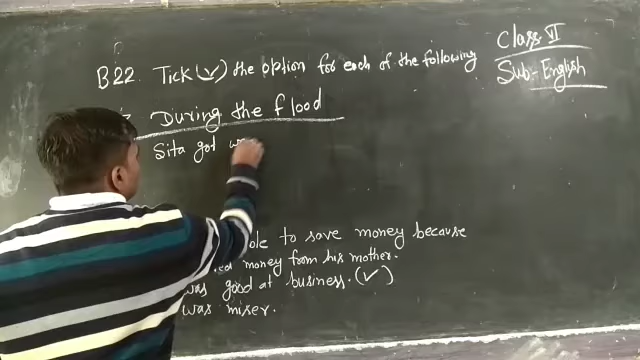 Class VI
Sub- English
B22. Tick (✓) the option for each of the following
During the flood
Sita got
to save money because
money from his mother.
was good at business. (✓)
was miser.